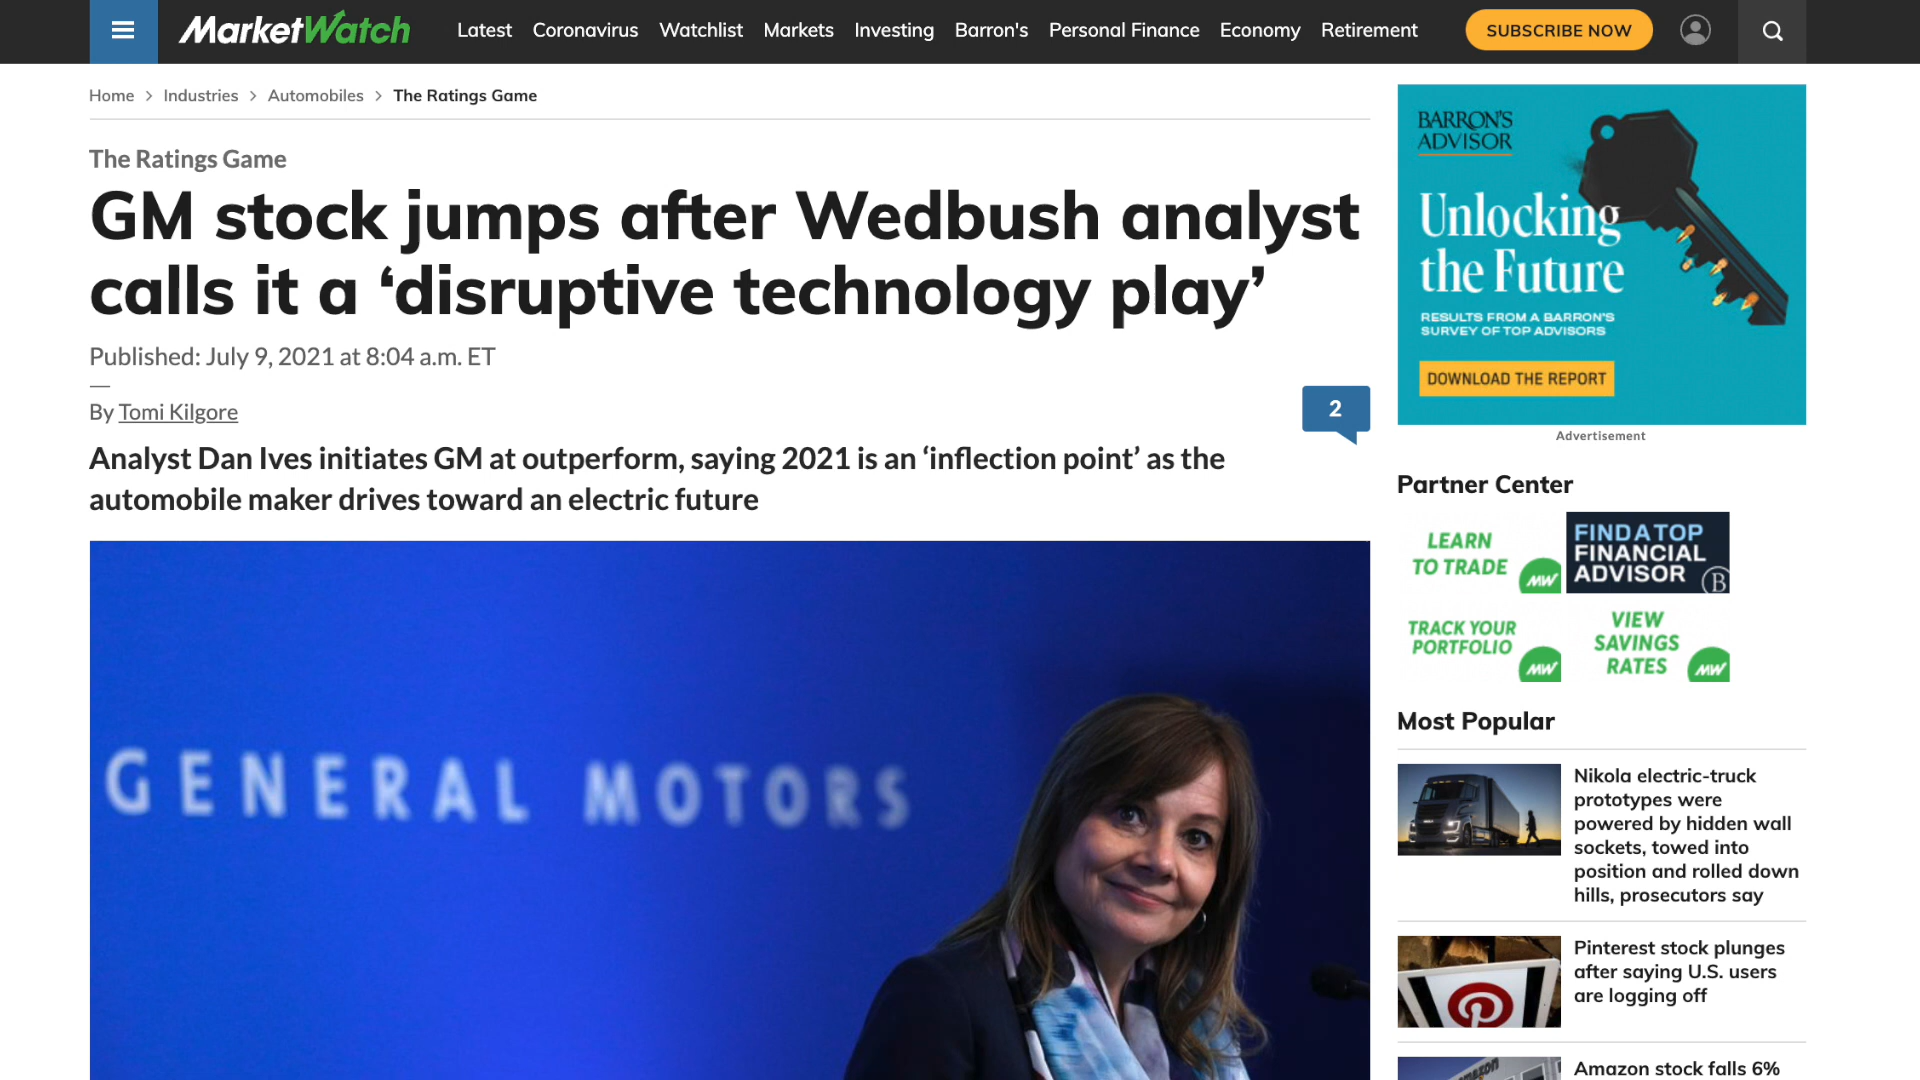 MarketWatch
Latest Coronavirus Watchlist Markets Investing Barron's Personal Finance Economy Retirement
SUBSCRIBE NOW
Home > Industries > Automobiles > The Ratings Game
The Ratings Game
GM stock jumps after Wedbush analyst
calls it a ‘disruptive technology play’
Published: July 9, 2021 at 8:04 a.m. ET
—
By Tomi Kilgore
2
Analyst Dan Ives initiates GM at outperform, saying 2021 is an ‘inflection point’ as the
automobile maker drives toward an electric future
GENERAL MOTORS
BARRON'S
ADVISOR
Unlocking
the Future
RESULTS FROM A BARRON'S
SURVEY OF TOP ADVISORS
DOWNLOAD THE REPORT
Advertisement
Partner Center
LEARN
TO TRADE
MW
FIND A TOP
FINANCIAL
ADVISOR
B
TRACK YOUR
PORTFOLIO
MW
VIEW
SAVINGS
RATES
MW
Most Popular
Nikola electric-truck
prototypes were
powered by hidden wall
sockets, towed into
position and rolled down
hills, prosecutors say
Pinterest stock plunges
after saying U.S. users
are logging off
Amazon stock falls 6%